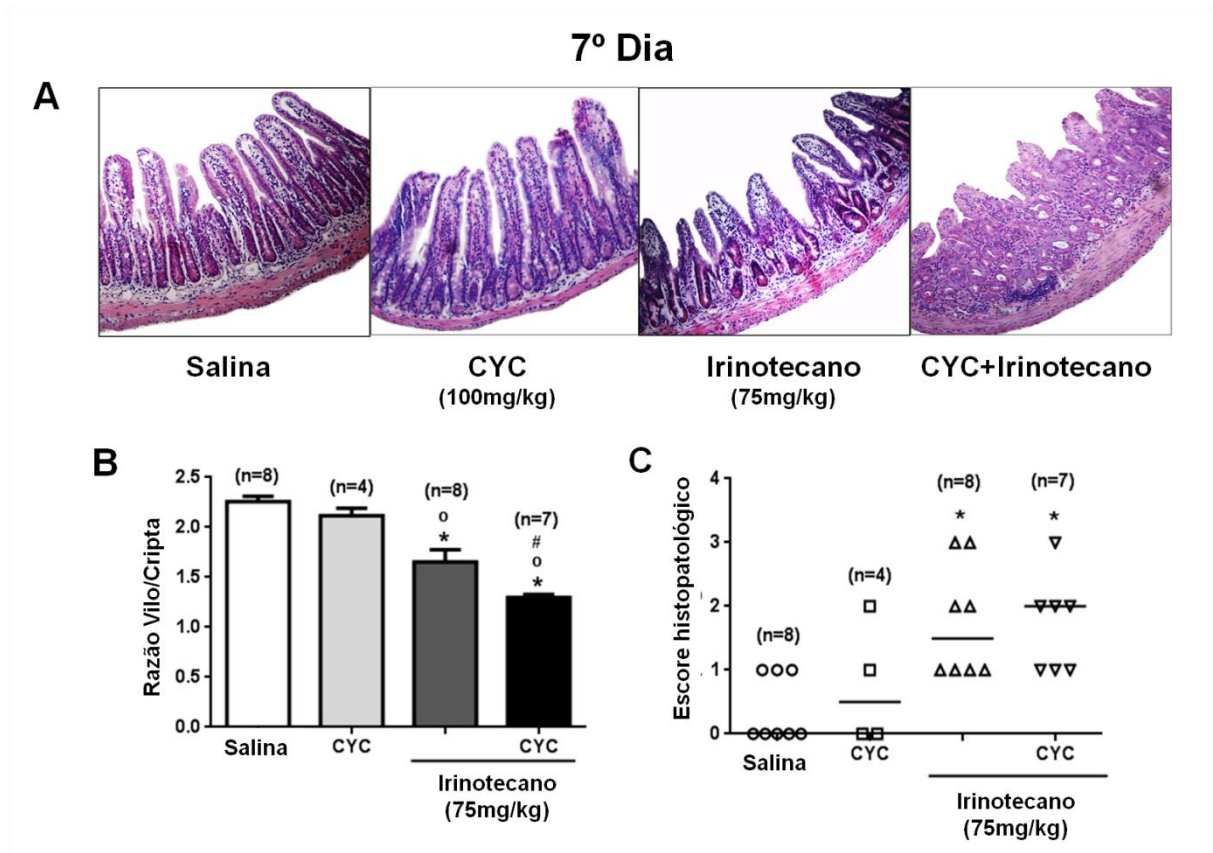 7º Dia
A
Salina
CYC
(100mg/kg)
Irinotecano
(75mg/kg)
CYC+Irinotecano
B
Razão Vilo/Cripta
2.5
2.0
1.5
1.0
0.5
0.0
(n=8)
(n=4)
(n=8)
o
*
(n=7)
#
o
*
Salina
CYC
CYC
Irinotecano
(75mg/kg)
C
Escore histopatológico
4
3
2
1
0
(n=8)
(n=4)
(n=8)
*
(n=7)
*
Salina
CYC
CYC
Irinotecano
(75mg/kg)